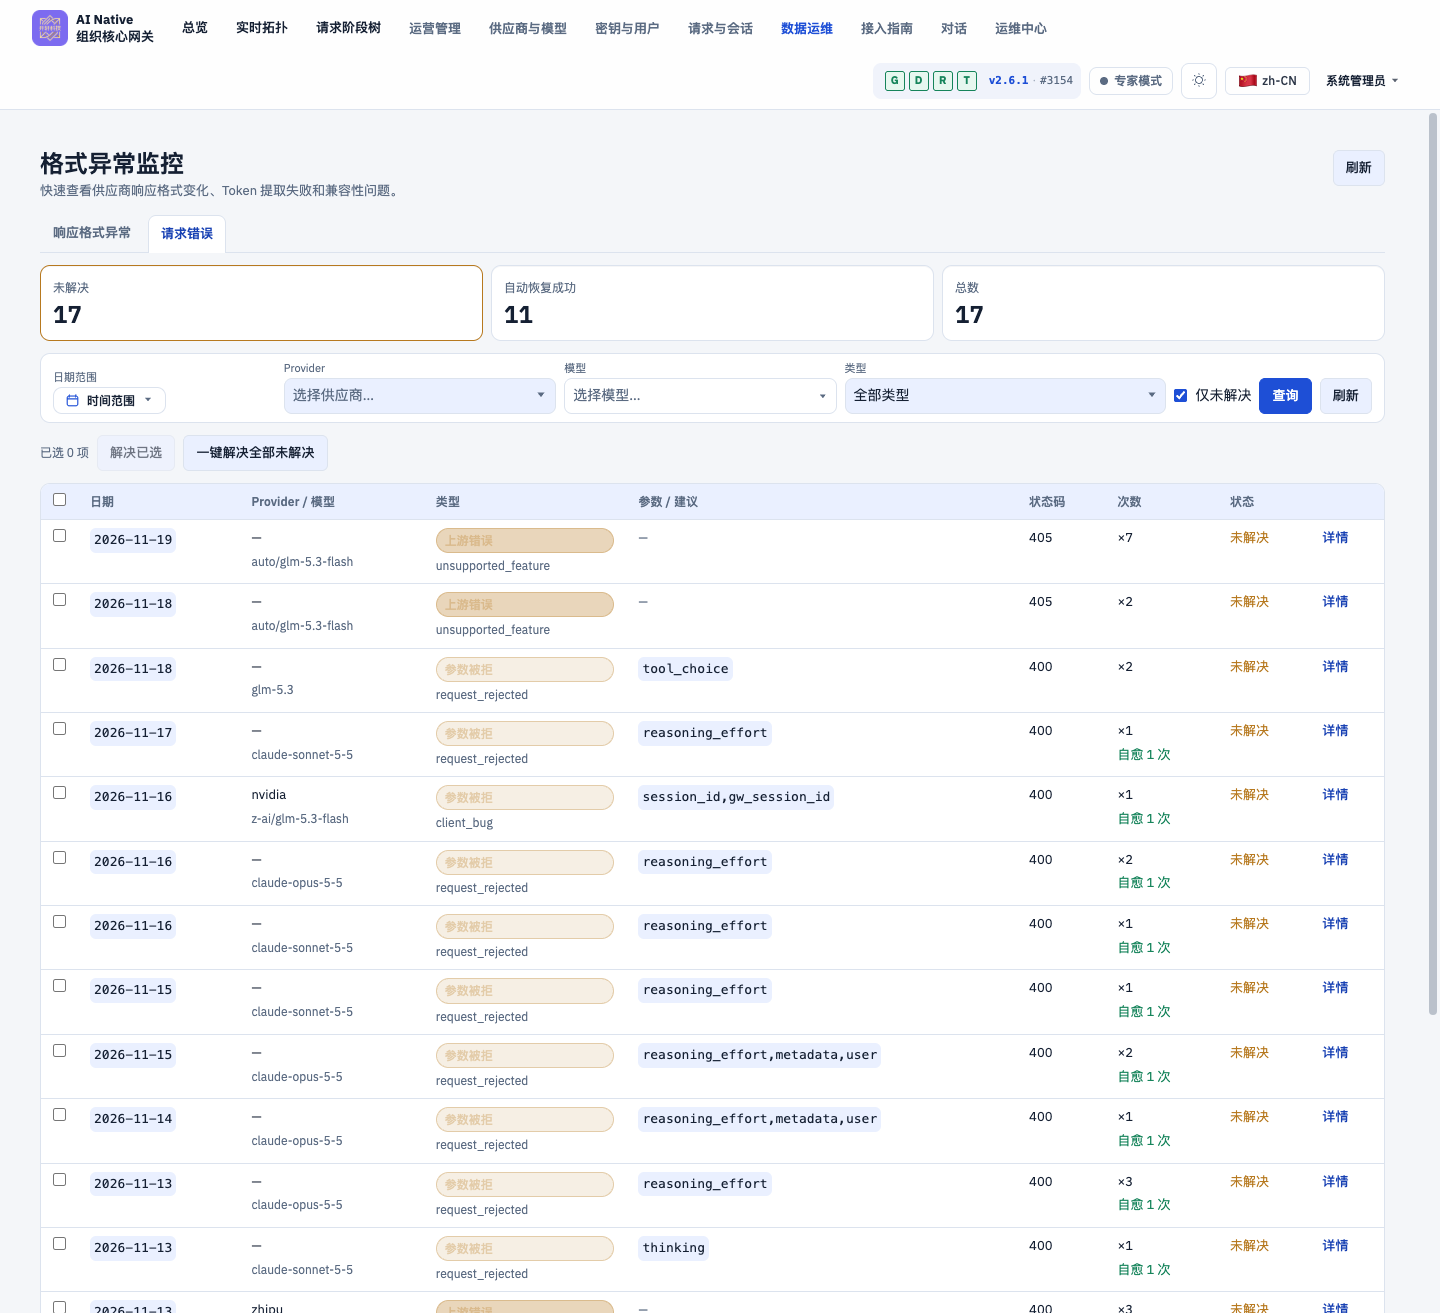 AI Native
组织核心网关
总览 实时拓扑 请求阶段树 运营管理 供应商与模型 密钥与用户 请求与会话 数据运维 接入指南 对话 运维中心
G D R T v2.6.1 · #3154 专家模式 zh-CN 系统管理员
格式异常监控
快速查看供应商响应格式变化、Token 提取失败和兼容性问题。
刷新
响应格式异常 请求错误
未解决
17
自动恢复成功
11
总数
17
日期范围
时间范围
Provider
选择供应商...
模型
选择模型...
类型
全部类型
仅未解决 查询 刷新
已选 0 项 解决已选 一键解决全部未解决
日期 Provider / 模型 类型 参数 / 建议 状态码 次数 状态
2026-11-19 — 上游错误 — 405 ×7 未解决 详情
auto/glm-5.3-flash unsupported_feature
2026-11-18 — 上游错误 — 405 ×2 未解决 详情
auto/glm-5.3-flash unsupported_feature
2026-11-18 — 参数被拒 tool_choice 400 ×2 未解决 详情
glm-5.3 request_rejected
2026-11-17 — 参数被拒 reasoning_effort 400 ×1 未解决 详情
claude-sonnet-5-5 request_rejected 自愈 1 次
2026-11-16 nvidia 参数被拒 session_id,gw_session_id 400 ×1 未解决 详情
z-ai/glm-5.3-flash client_bug 自愈 1 次
2026-11-16 — 参数被拒 reasoning_effort 400 ×2 未解决 详情
claude-opus-5-5 request_rejected 自愈 1 次
2026-11-16 — 参数被拒 reasoning_effort 400 ×1 未解决 详情
claude-sonnet-5-5 request_rejected 自愈 1 次
2026-11-15 — 参数被拒 reasoning_effort 400 ×1 未解决 详情
claude-sonnet-5-5 request_rejected 自愈 1 次
2026-11-15 — 参数被拒 reasoning_effort,metadata,user 400 ×2 未解决 详情
claude-opus-5-5 request_rejected 自愈 1 次
2026-11-14 — 参数被拒 reasoning_effort,metadata,user 400 ×1 未解决 详情
claude-opus-5-5 request_rejected 自愈 1 次
2026-11-13 — 参数被拒 reasoning_effort 400 ×3 未解决 详情
claude-opus-5-5 request_rejected 自愈 1 次
2026-11-13 — 参数被拒 thinking 400 ×1 未解决 详情
claude-sonnet-5-5 request_rejected 自愈 1 次
2026-11-13 zhipu 上游错误 — 400 ×3 未解决 详情